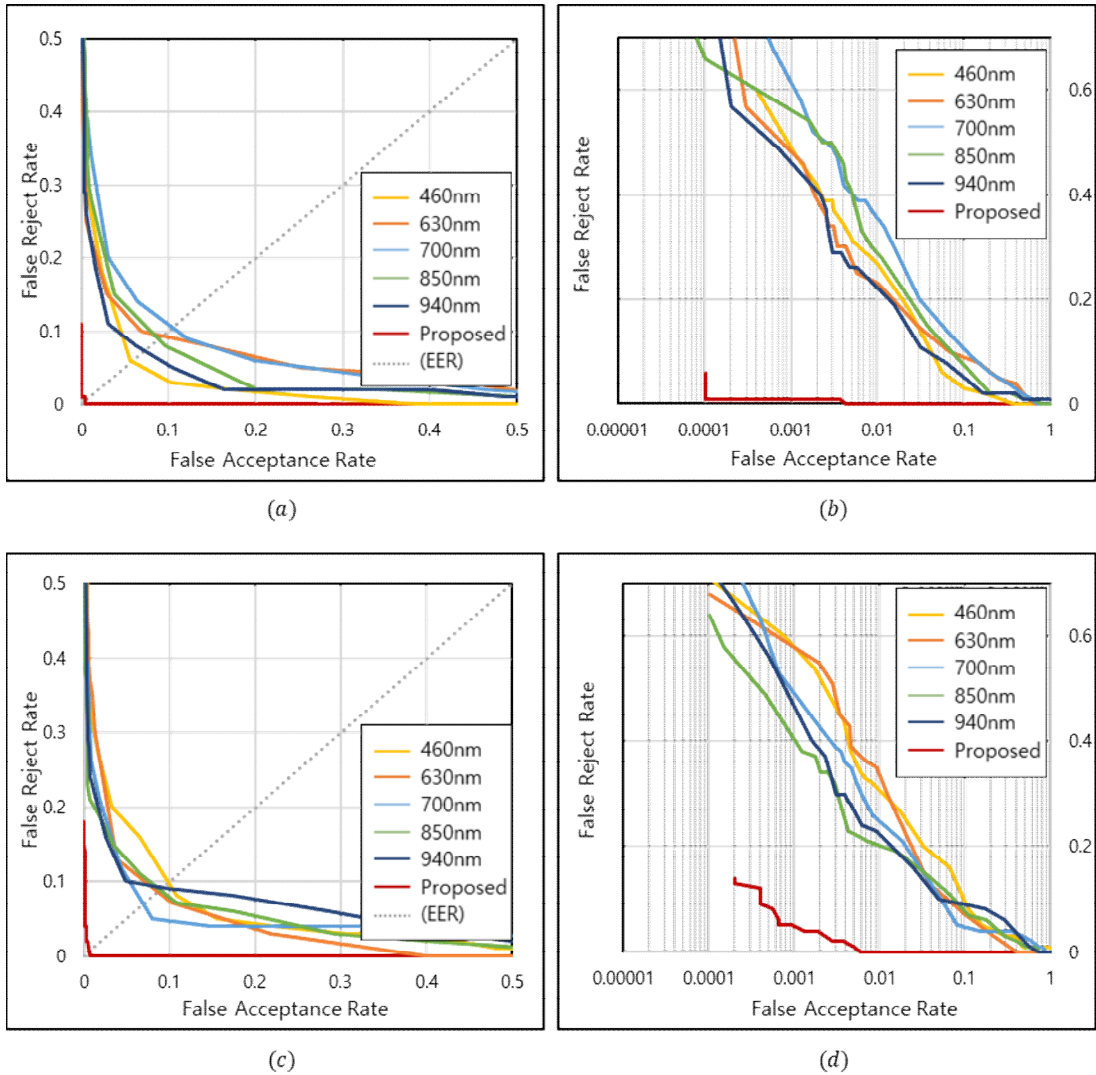 0.5
0.4
0.3
0.2
0.1
0
False Reject Rate
0 0.1 0.2 0.3 0.4 0.5
False Acceptance Rate
460nm
630nm
700nm
850nm
940nm
Proposed
(EER)
(a)
0.6
0.4
0.2
0
False Reject Rate
0.00001 0.0001 0.001 0.01 0.1 1
False Acceptance Rate
460nm
630nm
700nm
850nm
940nm
Proposed
(b)
0.5
0.4
0.3
0.2
0.1
0
False Reject Rate
0 0.1 0.2 0.3 0.4 0.5
False Acceptance Rate
460nm
630nm
700nm
850nm
940nm
Proposed
(EER)
(c)
0.6
0.4
0.2
0
False Reject Rate
0.00001 0.0001 0.001 0.01 0.1 1
False Acceptance Rate
460nm
630nm
700nm
850nm
940nm
Proposed
(d)